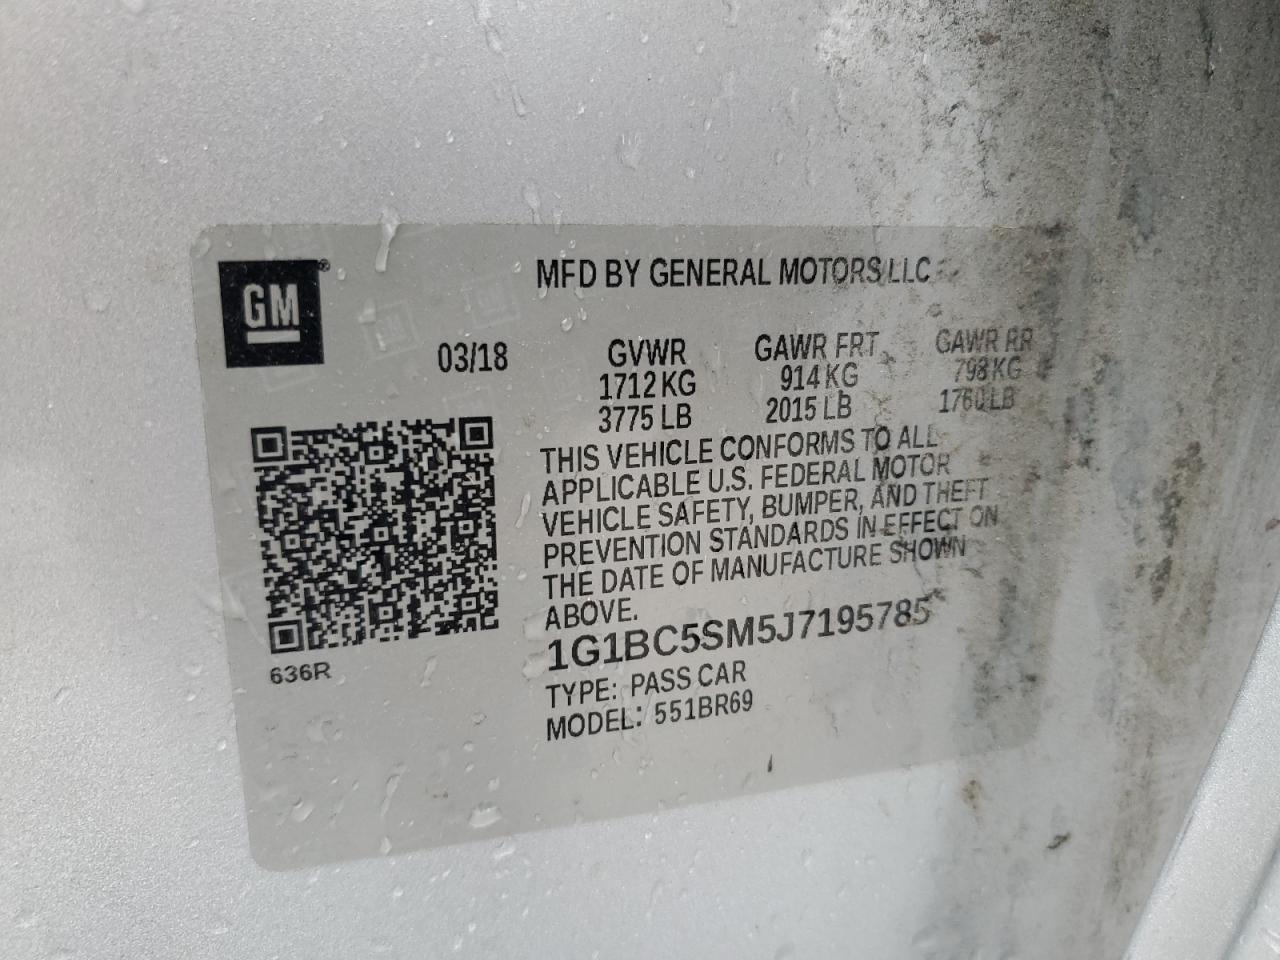 GM
MFD BY GENERAL MOTORS LLC
03/18
GVWR GAWR FRT GAWR RR
1712 KG 914 KG 798 KG
3775 LB 2015 LB 1760 LB
THIS VEHICLE CONFORMS TO ALL
APPLICABLE U.S. FEDERAL MOTOR
VEHICLE SAFETY, BUMPER, AND THEFT
PREVENTION STANDARDS IN EFFECT ON
THE DATE OF MANUFACTURE SHOWN
ABOVE.
1G1BC5SM5J7195785
TYPE: PASS CAR
MODEL: 551BR69
636R